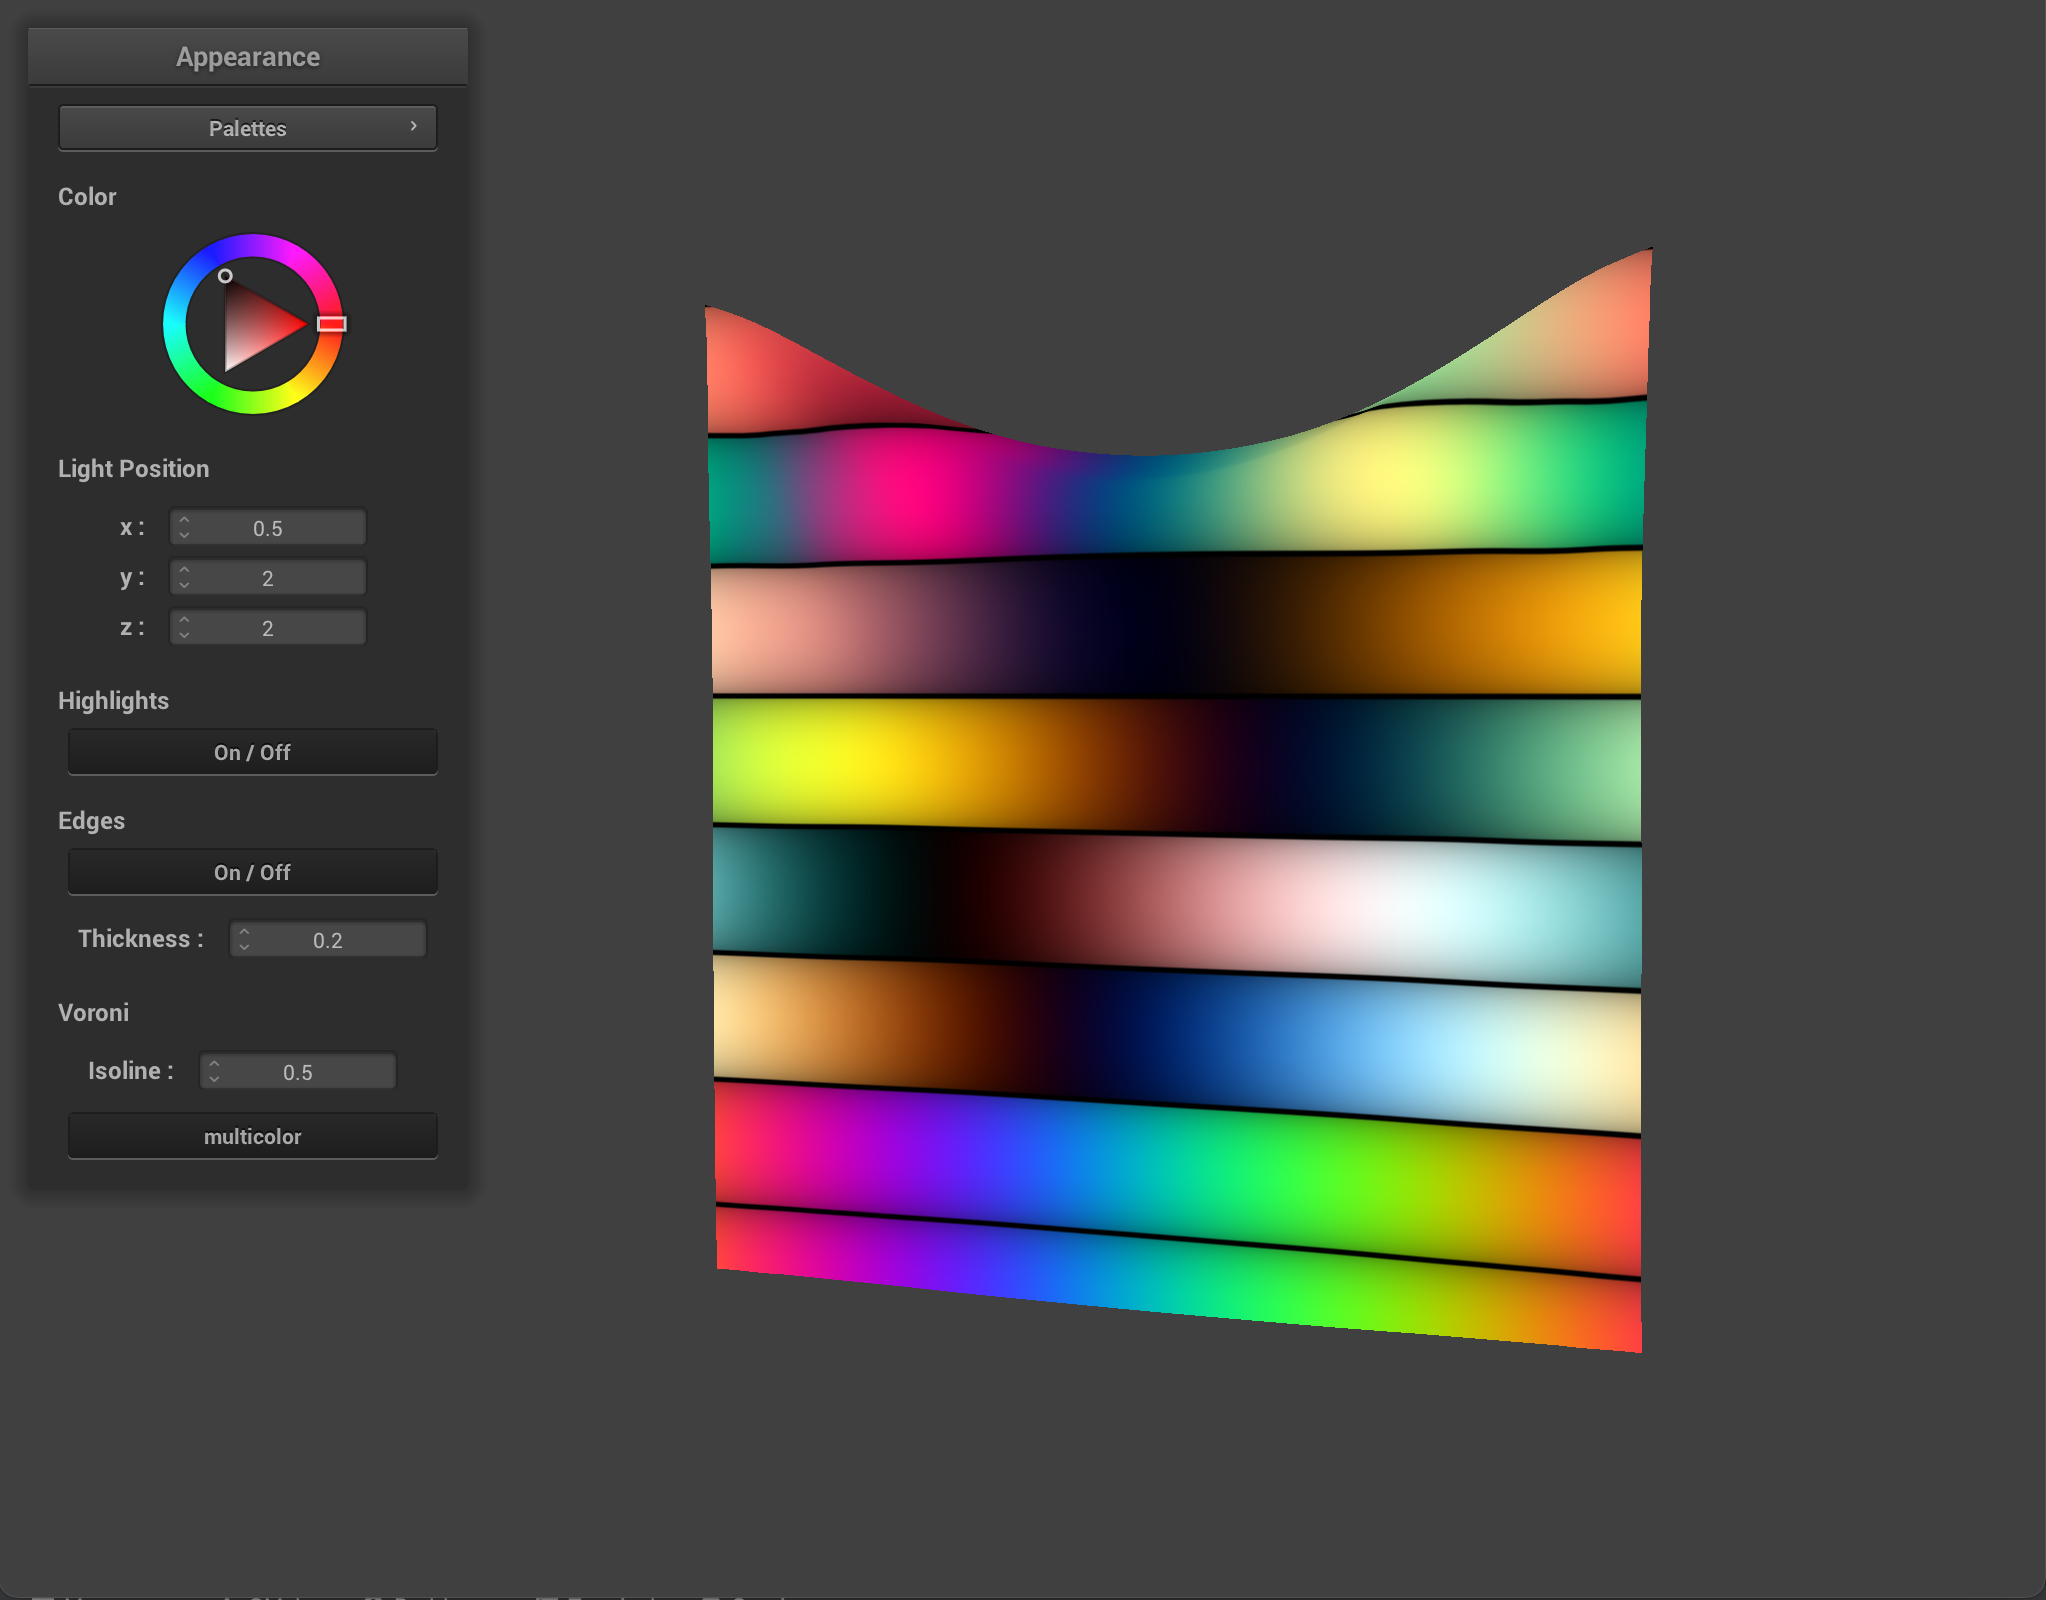 Appearance
Palettes
Color
Light Position
x : 0.5
y : 2
z : 2
Highlights
On / Off
Edges
On / Off
Thickness : 0.2
Voroni
Isoline : 0.5
multicolor